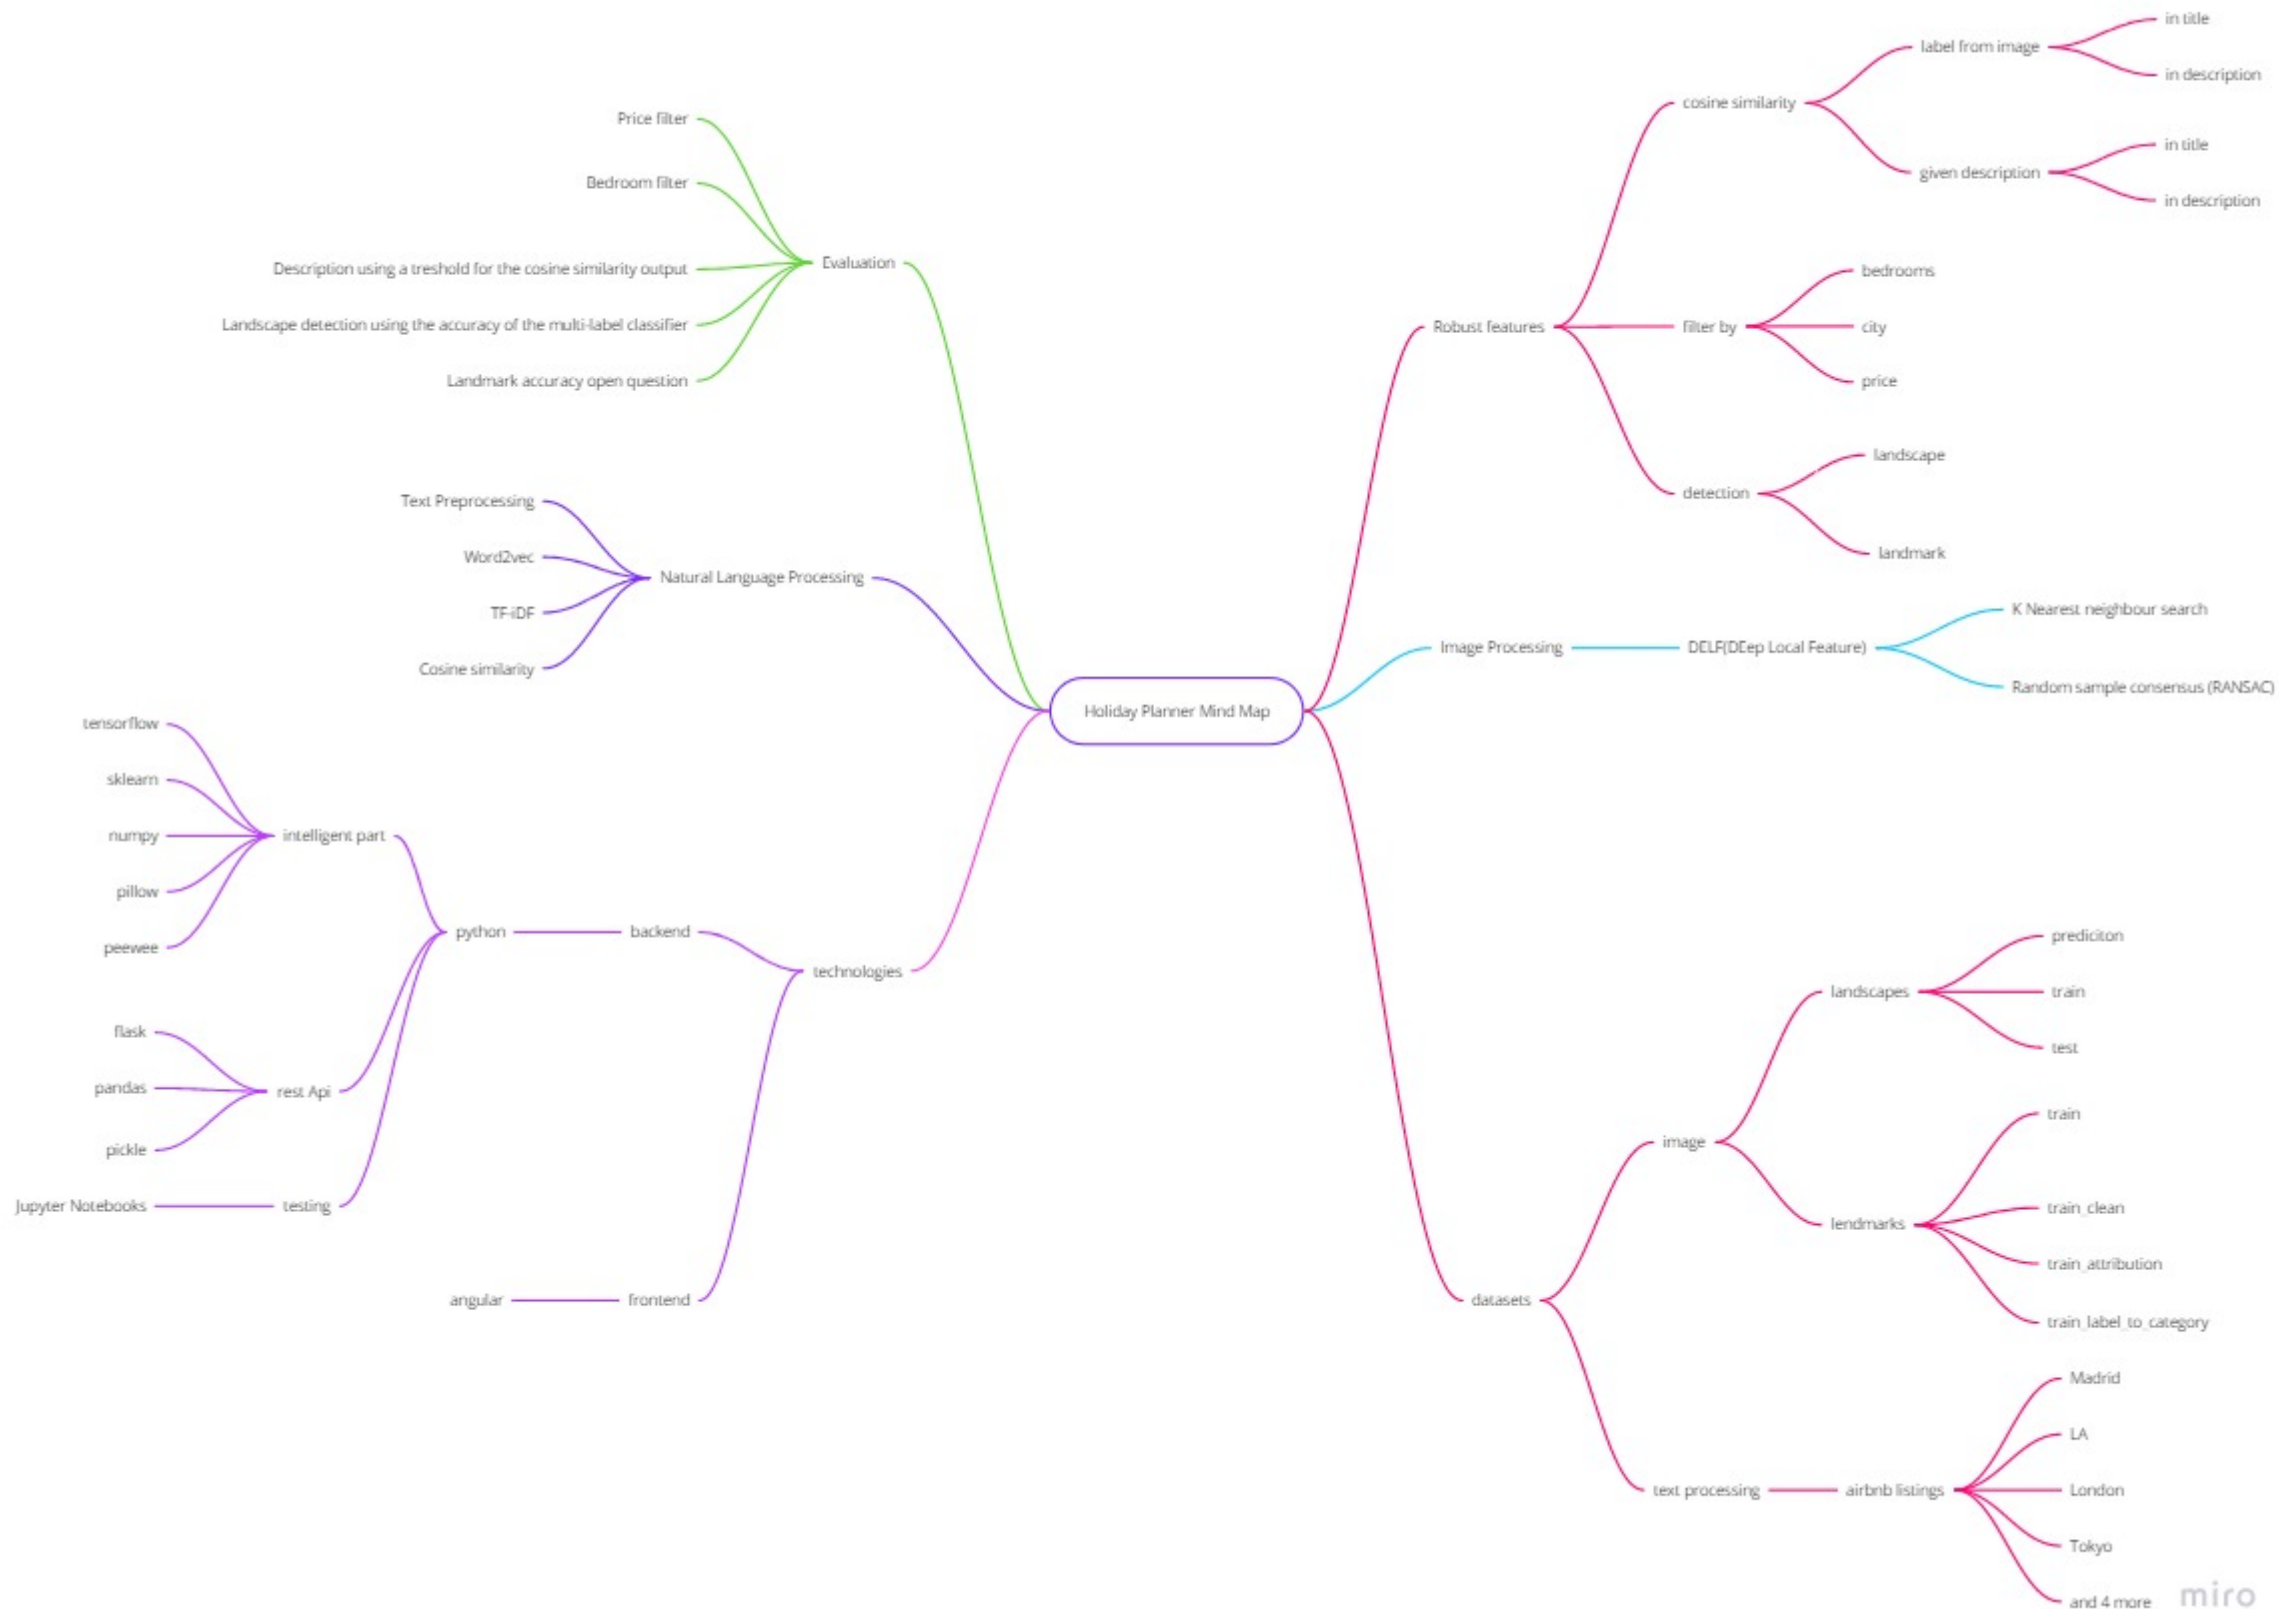 Holiday Planner Mind Map
Evaluation
Price filter
Bedroom filter
Description using a treshold for the cosine similarity output
Landscape detection using the accuracy of the multi-label classifier
Landmark accuracy open question
Natural Language Processing
Text Preprocessing
Word2vec
TF-iDF
Cosine similarity
technologies
backend
python
intelligent part
tensorflow
sklearn
numpy
pillow
peewee
rest Api
flask
pandas
pickle
testing
Jupyter Notebooks
frontend
angular
Robust features
cosine similarity
label from image
in title
in description
given description
in title
in description
filter by
bedrooms
city
price
detection
landscape
landmark
Image Processing
DELF(DEep Local Feature)
K Nearest neighbour search
Random sample consensus (RANSAC)
datasets
image
landscapes
prediciton
train
test
lendmarks
train
train_clean
train_attribution
train_label_to_category
text processing
airbnb listings
Madrid
LA
London
Tokyo
and 4 more
miro